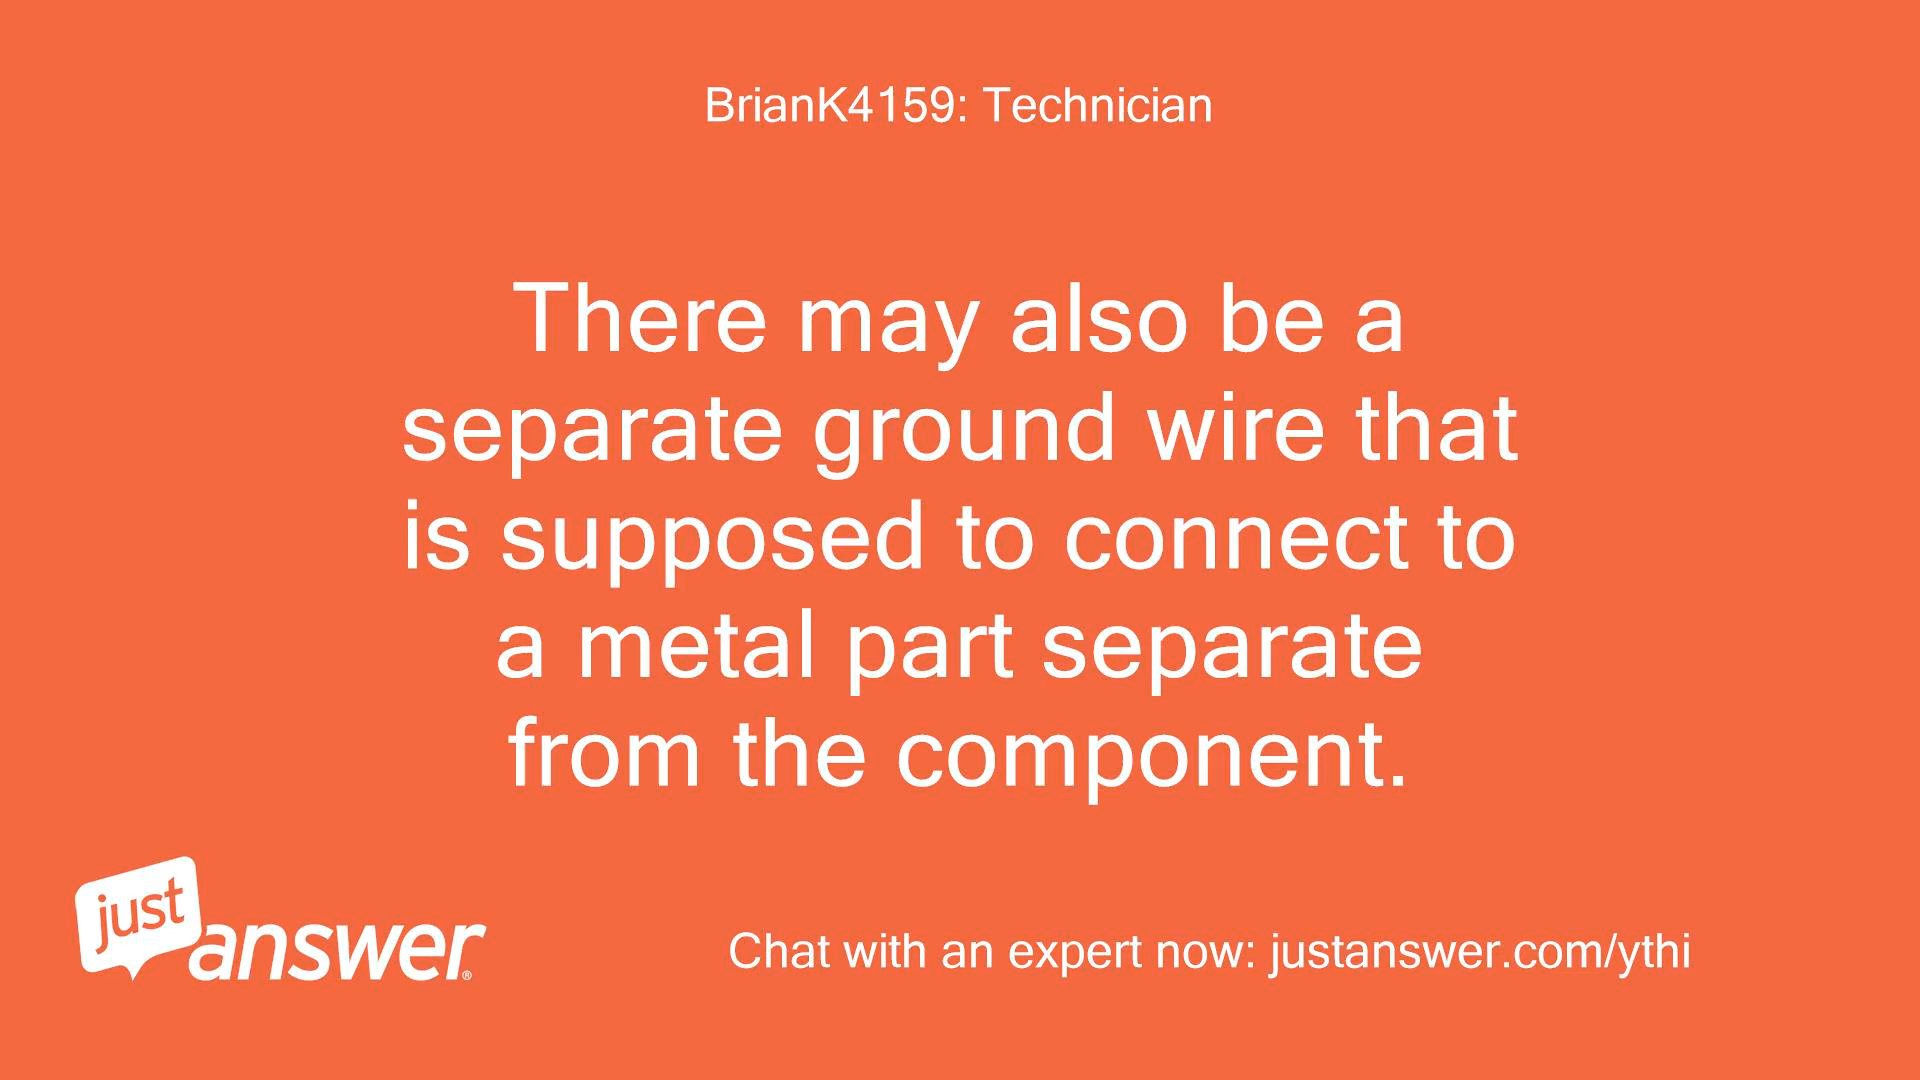 BrianK4159: Technician
There may also be a
separate ground wire that
is supposed to connect to
a metal part separate
from the component.
just
answer®
Chat with an expert now: justanswer.com/ythi